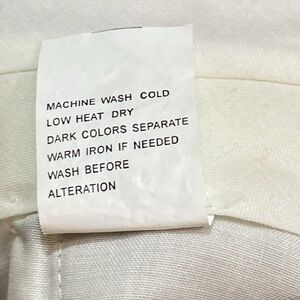 MACHINE WASH COLD
LOW HEAT DRY
DARK COLORS SEPARATE
WARM IRON IF NEEDED
WASH BEFORE
ALTERATION